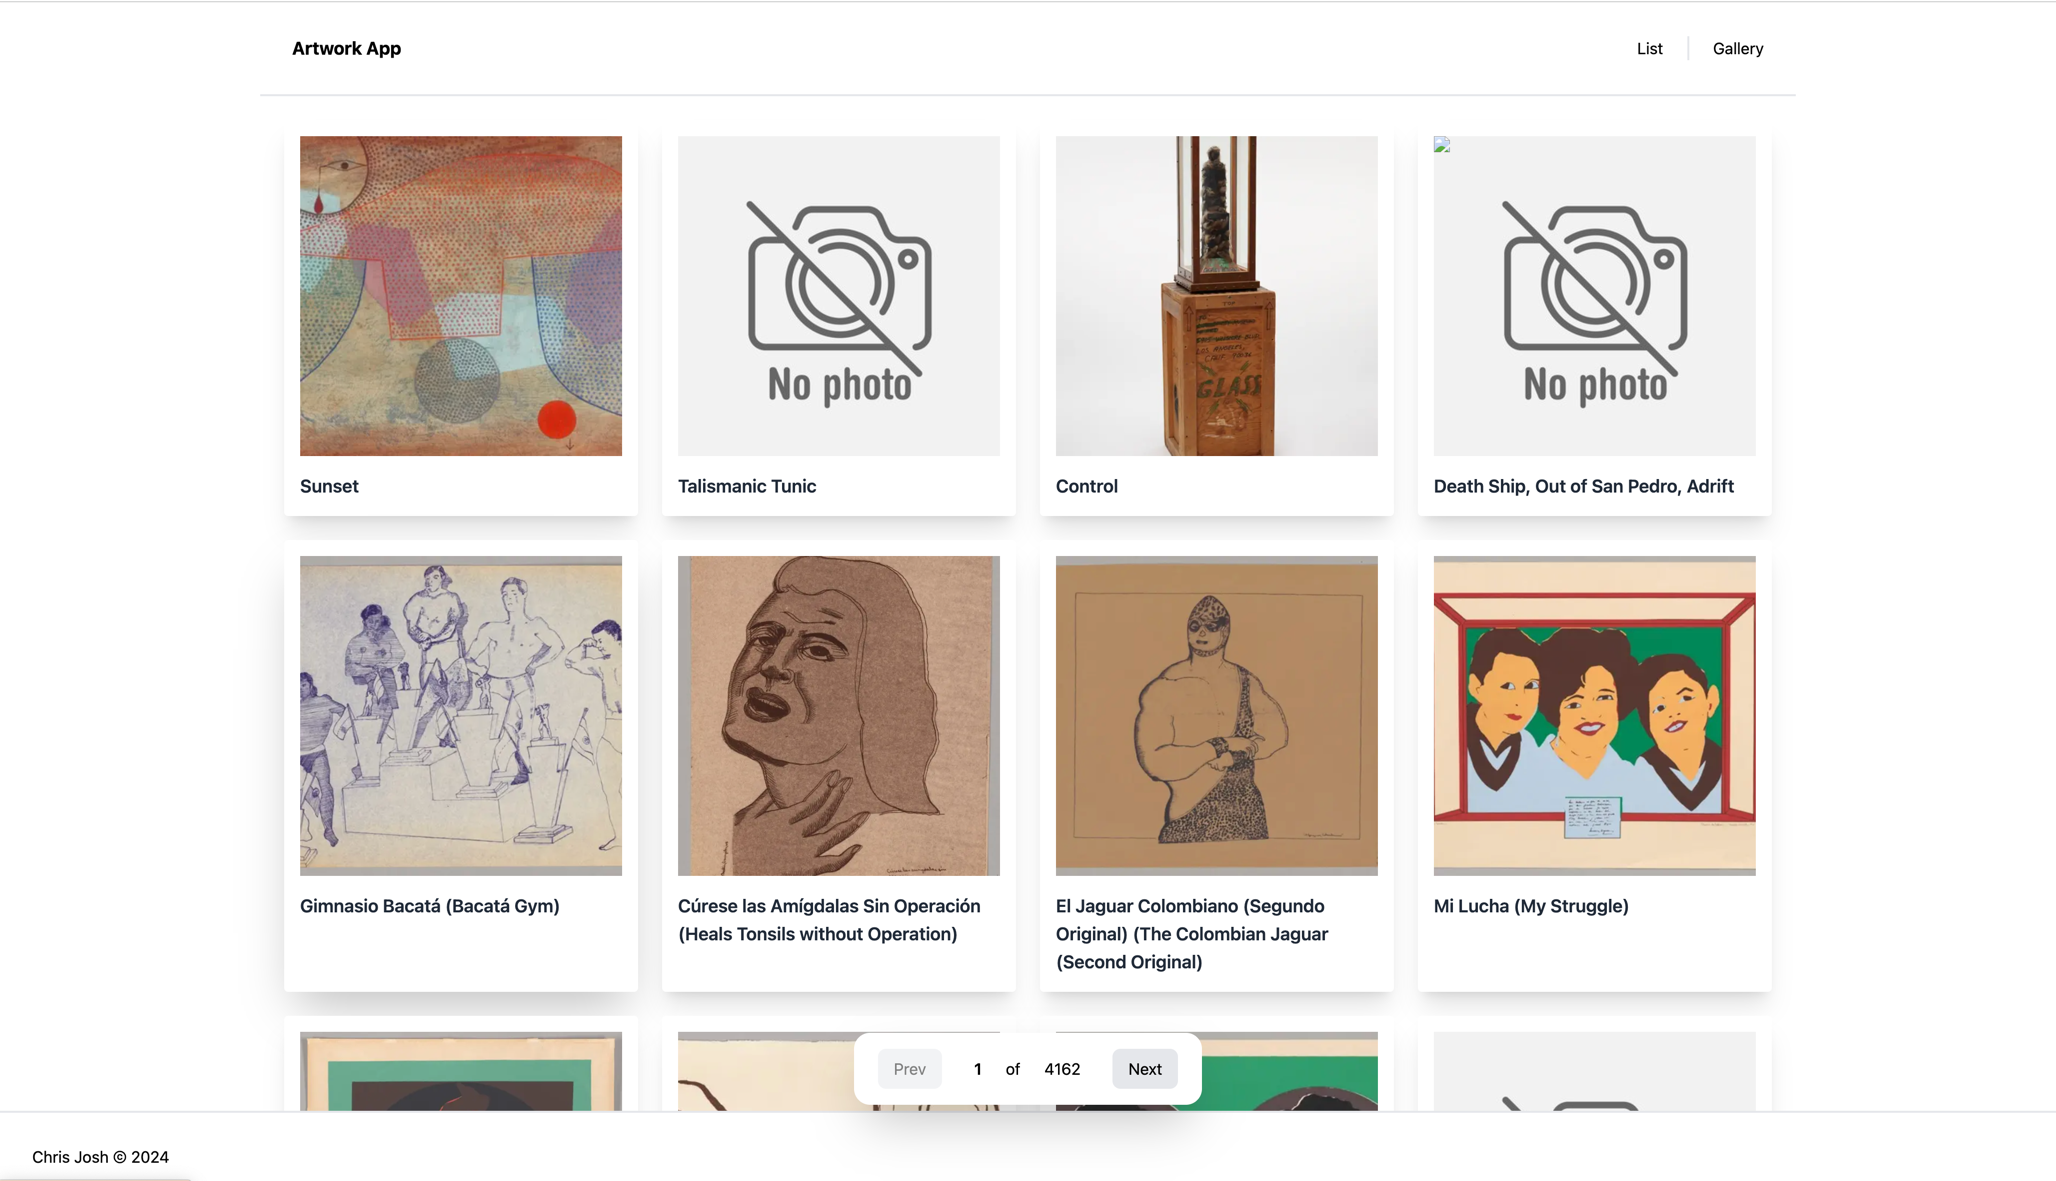 Artwork App
List
Gallery
No photo
GLASS
No photo
Sunset
Talismanic Tunic
Control
Death Ship, Out of San Pedro, Adrift
Gimnasio Bacatá (Bacatá Gym)
Cúrese las Amígdalas Sin Operación
(Heals Tonsils without Operation)
El Jaguar Colombiano (Segundo
Original) (The Colombian Jaguar
(Second Original)
Mi Lucha (My Struggle)
Prev
1 of 4162
Next
Chris Josh © 2024